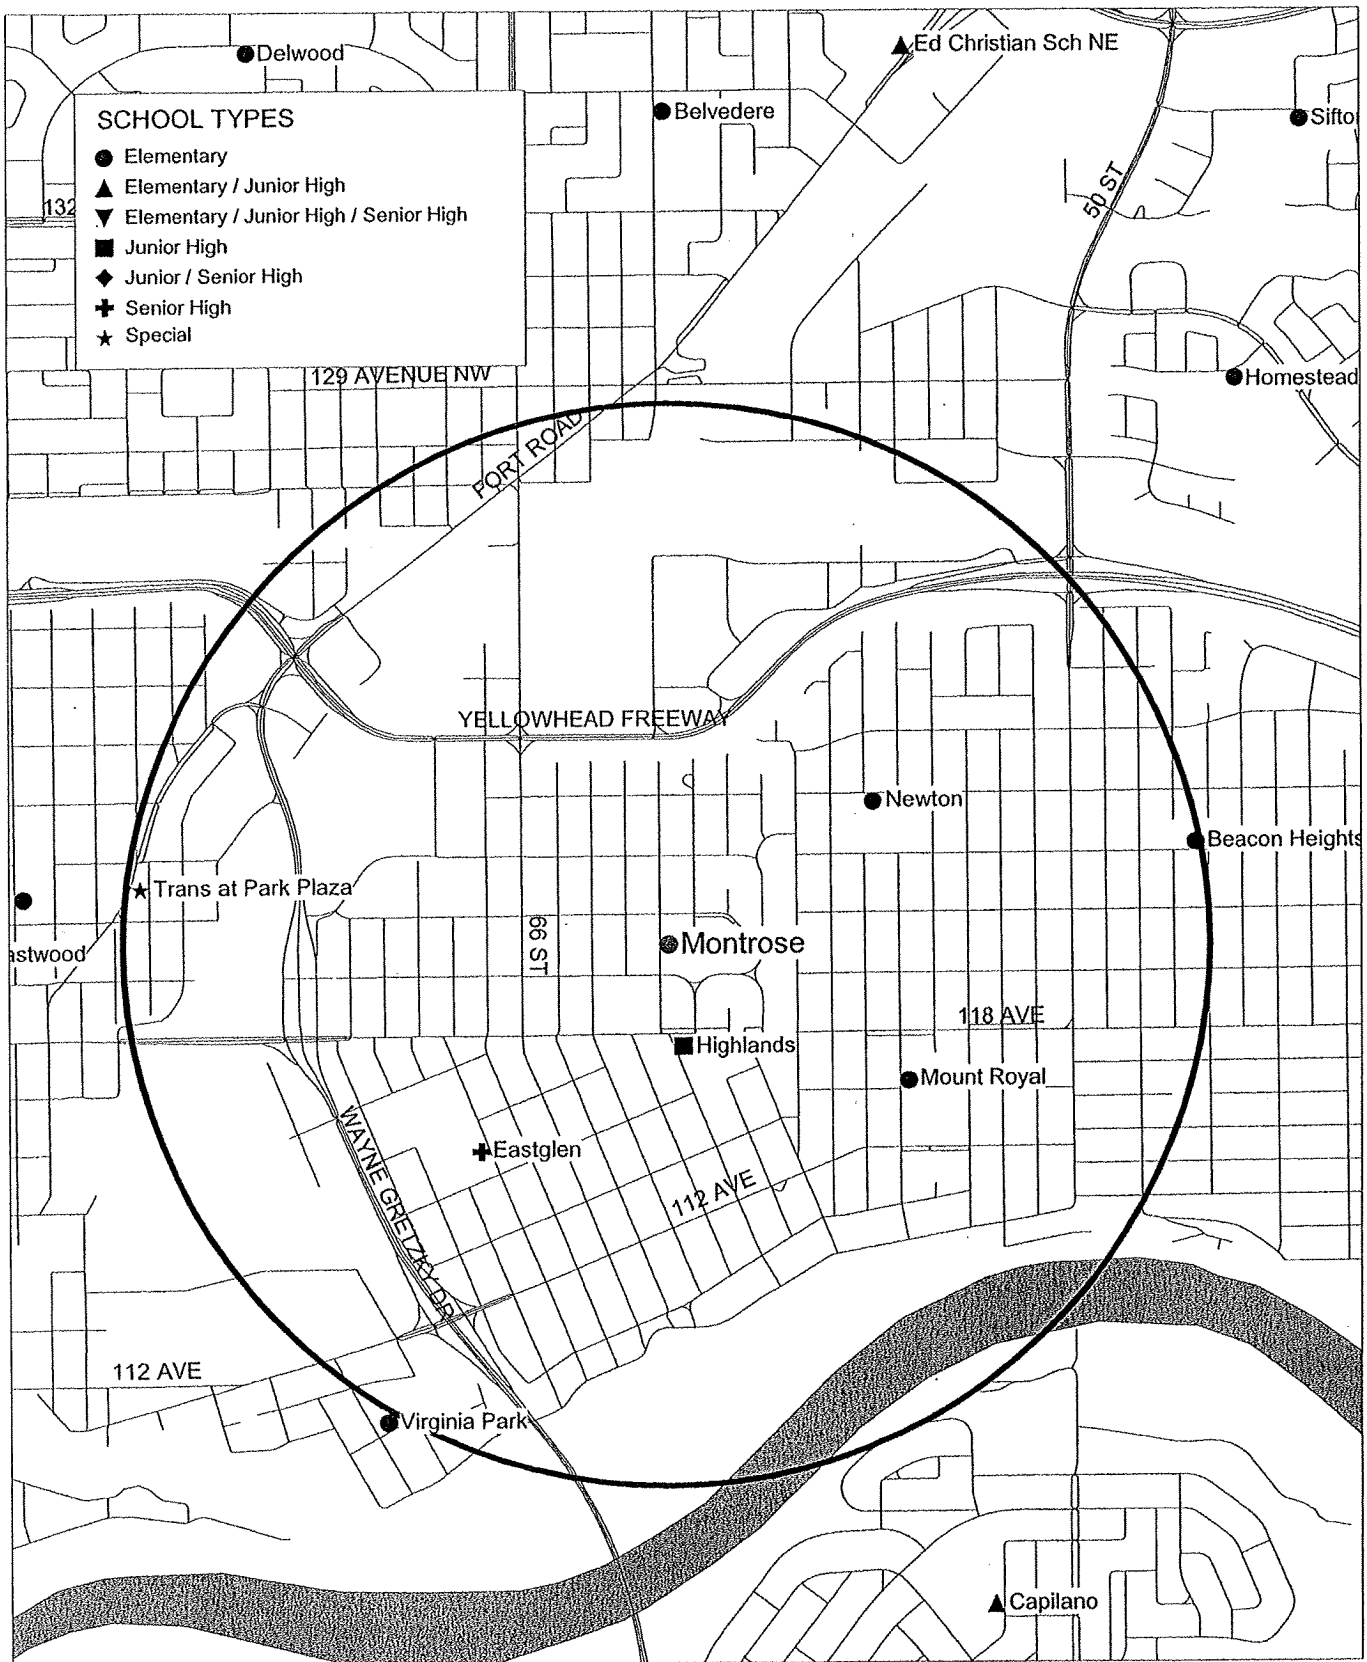 Delwood
Ed Christian Sch NE
Belvedere
Sifto
SCHOOL TYPES
Elementary
Elementary / Junior High
Elementary / Junior High / Senior High
Junior High
Junior / Senior High
Senior High
Special
132
50 ST
129 AVENUE NW
Homestead
FORT ROAD
YELLOWHEAD FREEWAY
Newton
Beacon Heights
Trans at Park Plaza
astwood
66 ST
Montrose
118 AVE
Highlands
Mount Royal
WAYNE GRETZKY DR
Eastglen
112 AVE
112 AVE
Virginia Park
Capilano